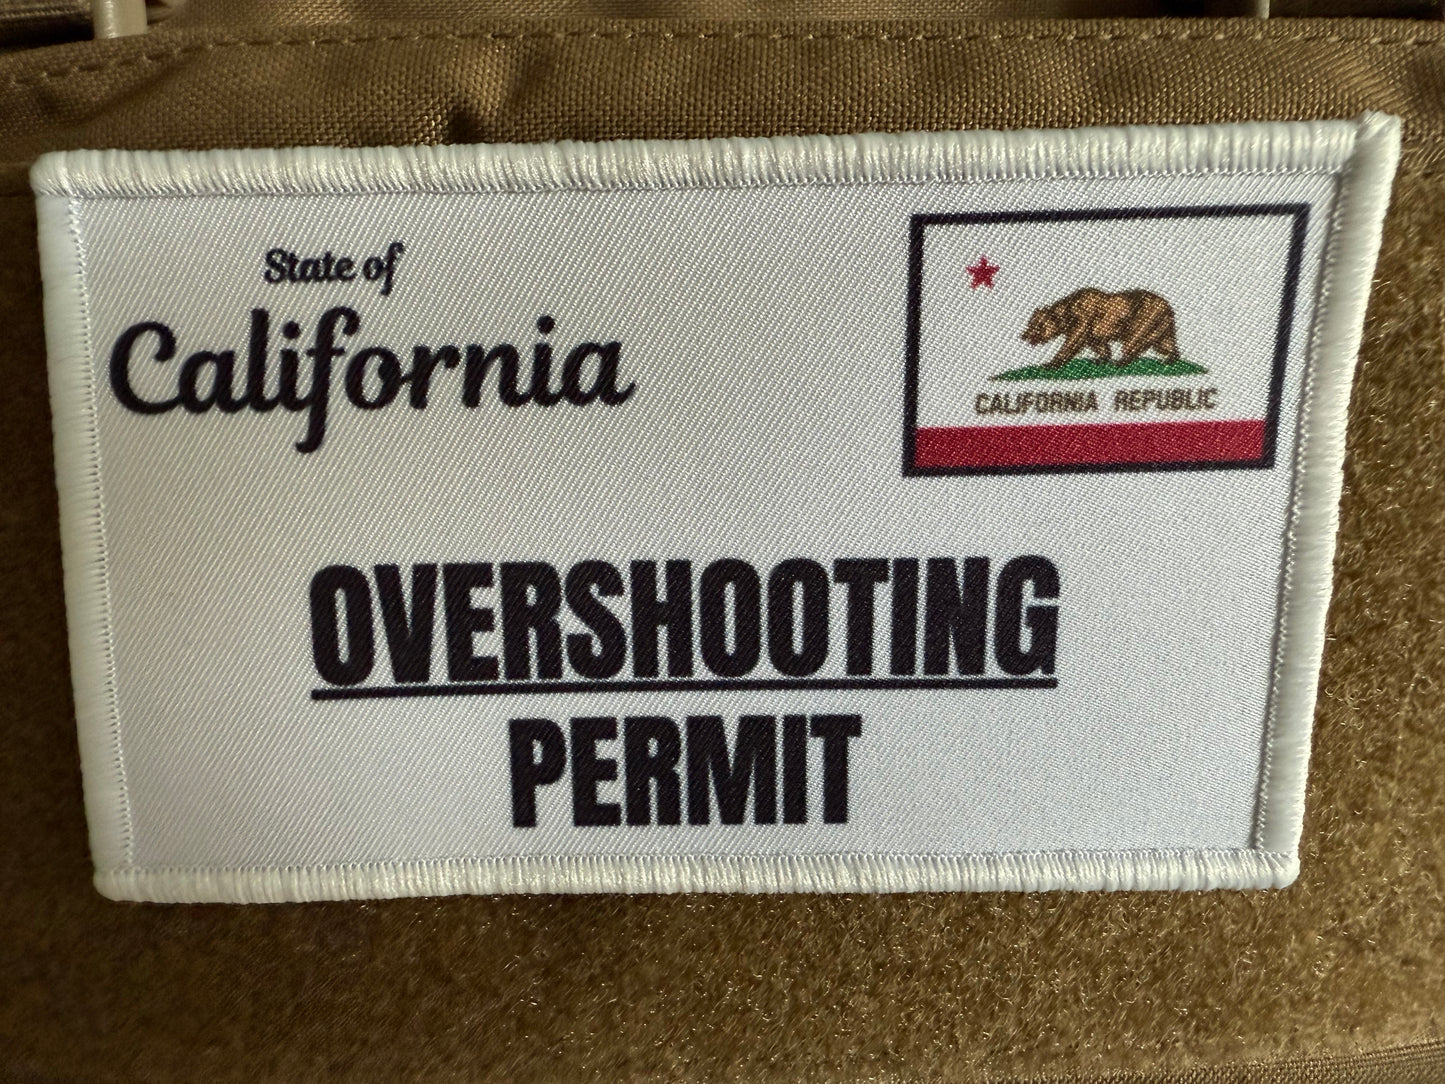 State of
California
CALIFORNIA REPUBLIC
OVERSHOOTING
PERMIT